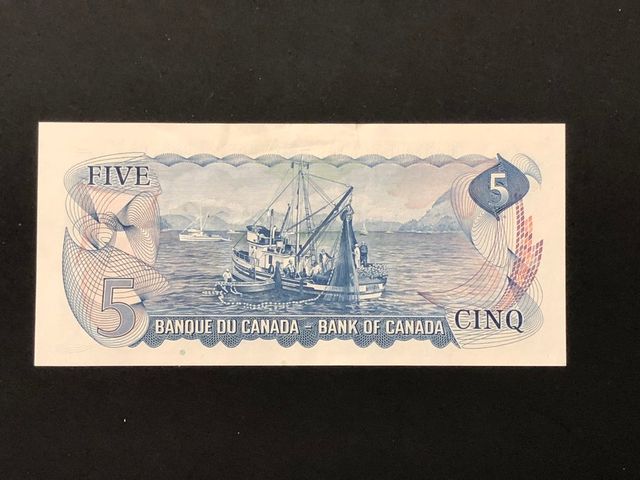 FIVE
5
5
BANQUE DU CANADA - BANK OF CANADA
CINQ